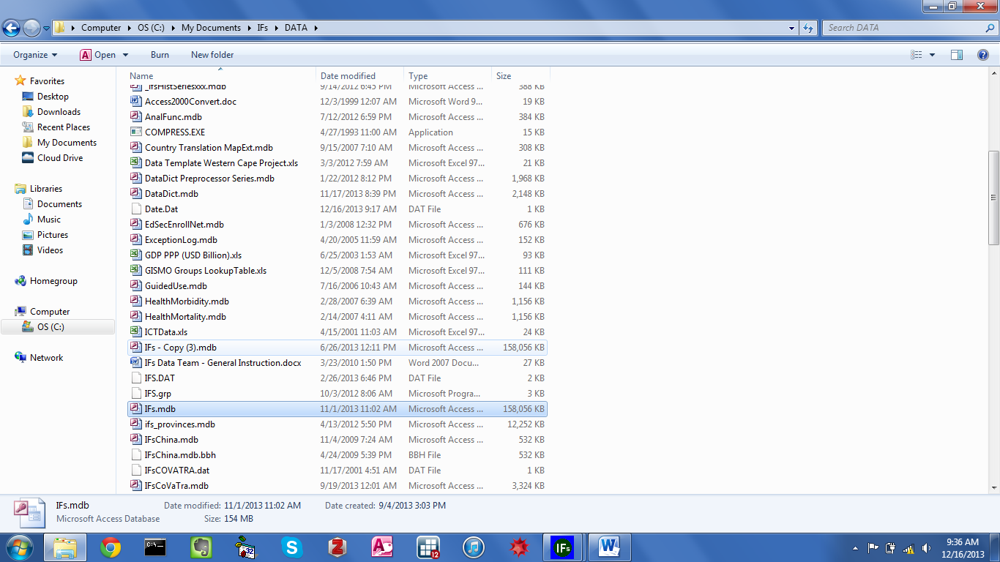 Computer OS (C:) My Documents IFs DATA
Search DATA
Organize Open Burn New folder
Name Date modified Type Size
_IfsHistSeriesxxx.mdb 9/14/2012 6:45 PM Microsoft Access ... 388 KB
Access2000Convert.doc 12/3/1999 12:07 AM Microsoft Word 9... 19 KB
AnalFunc.mdb 7/12/2012 6:59 PM Microsoft Access ... 384 KB
COMPRESS.EXE 4/27/1993 11:00 AM Application 15 KB
Country Translation MapExt.mdb 9/15/2007 7:10 AM Microsoft Access ... 308 KB
Data Template Western Cape Project.xls 3/3/2012 7:59 AM Microsoft Excel 97... 21 KB
DataDict Preprocessor Series.mdb 1/22/2012 8:12 PM Microsoft Access ... 1,968 KB
DataDict.mdb 11/17/2013 8:39 PM Microsoft Access ... 2,148 KB
Date.Dat 12/16/2013 9:17 AM DAT File 1 KB
EdSecEnrollNet.mdb 1/3/2008 12:32 PM Microsoft Access ... 676 KB
ExceptionLog.mdb 4/20/2005 11:59 AM Microsoft Access ... 152 KB
GDP PPP (USD Billion).xls 6/25/2003 1:53 AM Microsoft Excel 97... 93 KB
GISMO Groups LookupTable.xls 12/5/2008 7:54 AM Microsoft Excel 97... 111 KB
GuidedUse.mdb 7/16/2006 10:43 AM Microsoft Access ... 144 KB
HealthMorbidity.mdb 2/28/2007 6:39 AM Microsoft Access ... 1,156 KB
HealthMortality.mdb 2/14/2007 4:11 AM Microsoft Access ... 1,156 KB
ICTData.xls 4/15/2001 11:03 AM Microsoft Excel 97... 24 KB
IFs - Copy (3).mdb 6/26/2013 12:11 PM Microsoft Access ... 158,056 KB
IFs Data Team - General Instruction.docx 3/23/2010 1:50 PM Word 2007 Docu... 27 KB
IFS.DAT 2/26/2013 6:46 PM DAT File 2 KB
IFS.grp 10/3/2012 8:06 AM Microsoft Progra... 3 KB
IFs.mdb 11/1/2013 11:02 AM Microsoft Access ... 158,056 KB
ifs_provinces.mdb 4/13/2012 5:50 PM Microsoft Access ... 12,252 KB
IFsChina.mdb 11/4/2009 7:24 AM Microsoft Access ... 532 KB
IFsChina.mdb.bbh 4/24/2009 5:39 PM BBH File 532 KB
IFsCOVATRA.dat 11/17/2001 4:51 AM DAT File 1 KB
IFsCoVaTra.mdb 9/19/2013 12:01 AM Microsoft Access ... 3,324 KB
Favorites
Desktop
Downloads
Recent Places
My Documents
Cloud Drive
Libraries
Documents
Music
Pictures
Videos
Homegroup
Computer
OS (C:)
Network
IFs.mdb Date modified: 11/1/2013 11:02 AM Date created: 9/4/2013 3:03 PM
Microsoft Access Database Size: 154 MB
C:\_
32
S
Z
A
12
IFs
W
9:36 AM
12/16/2013